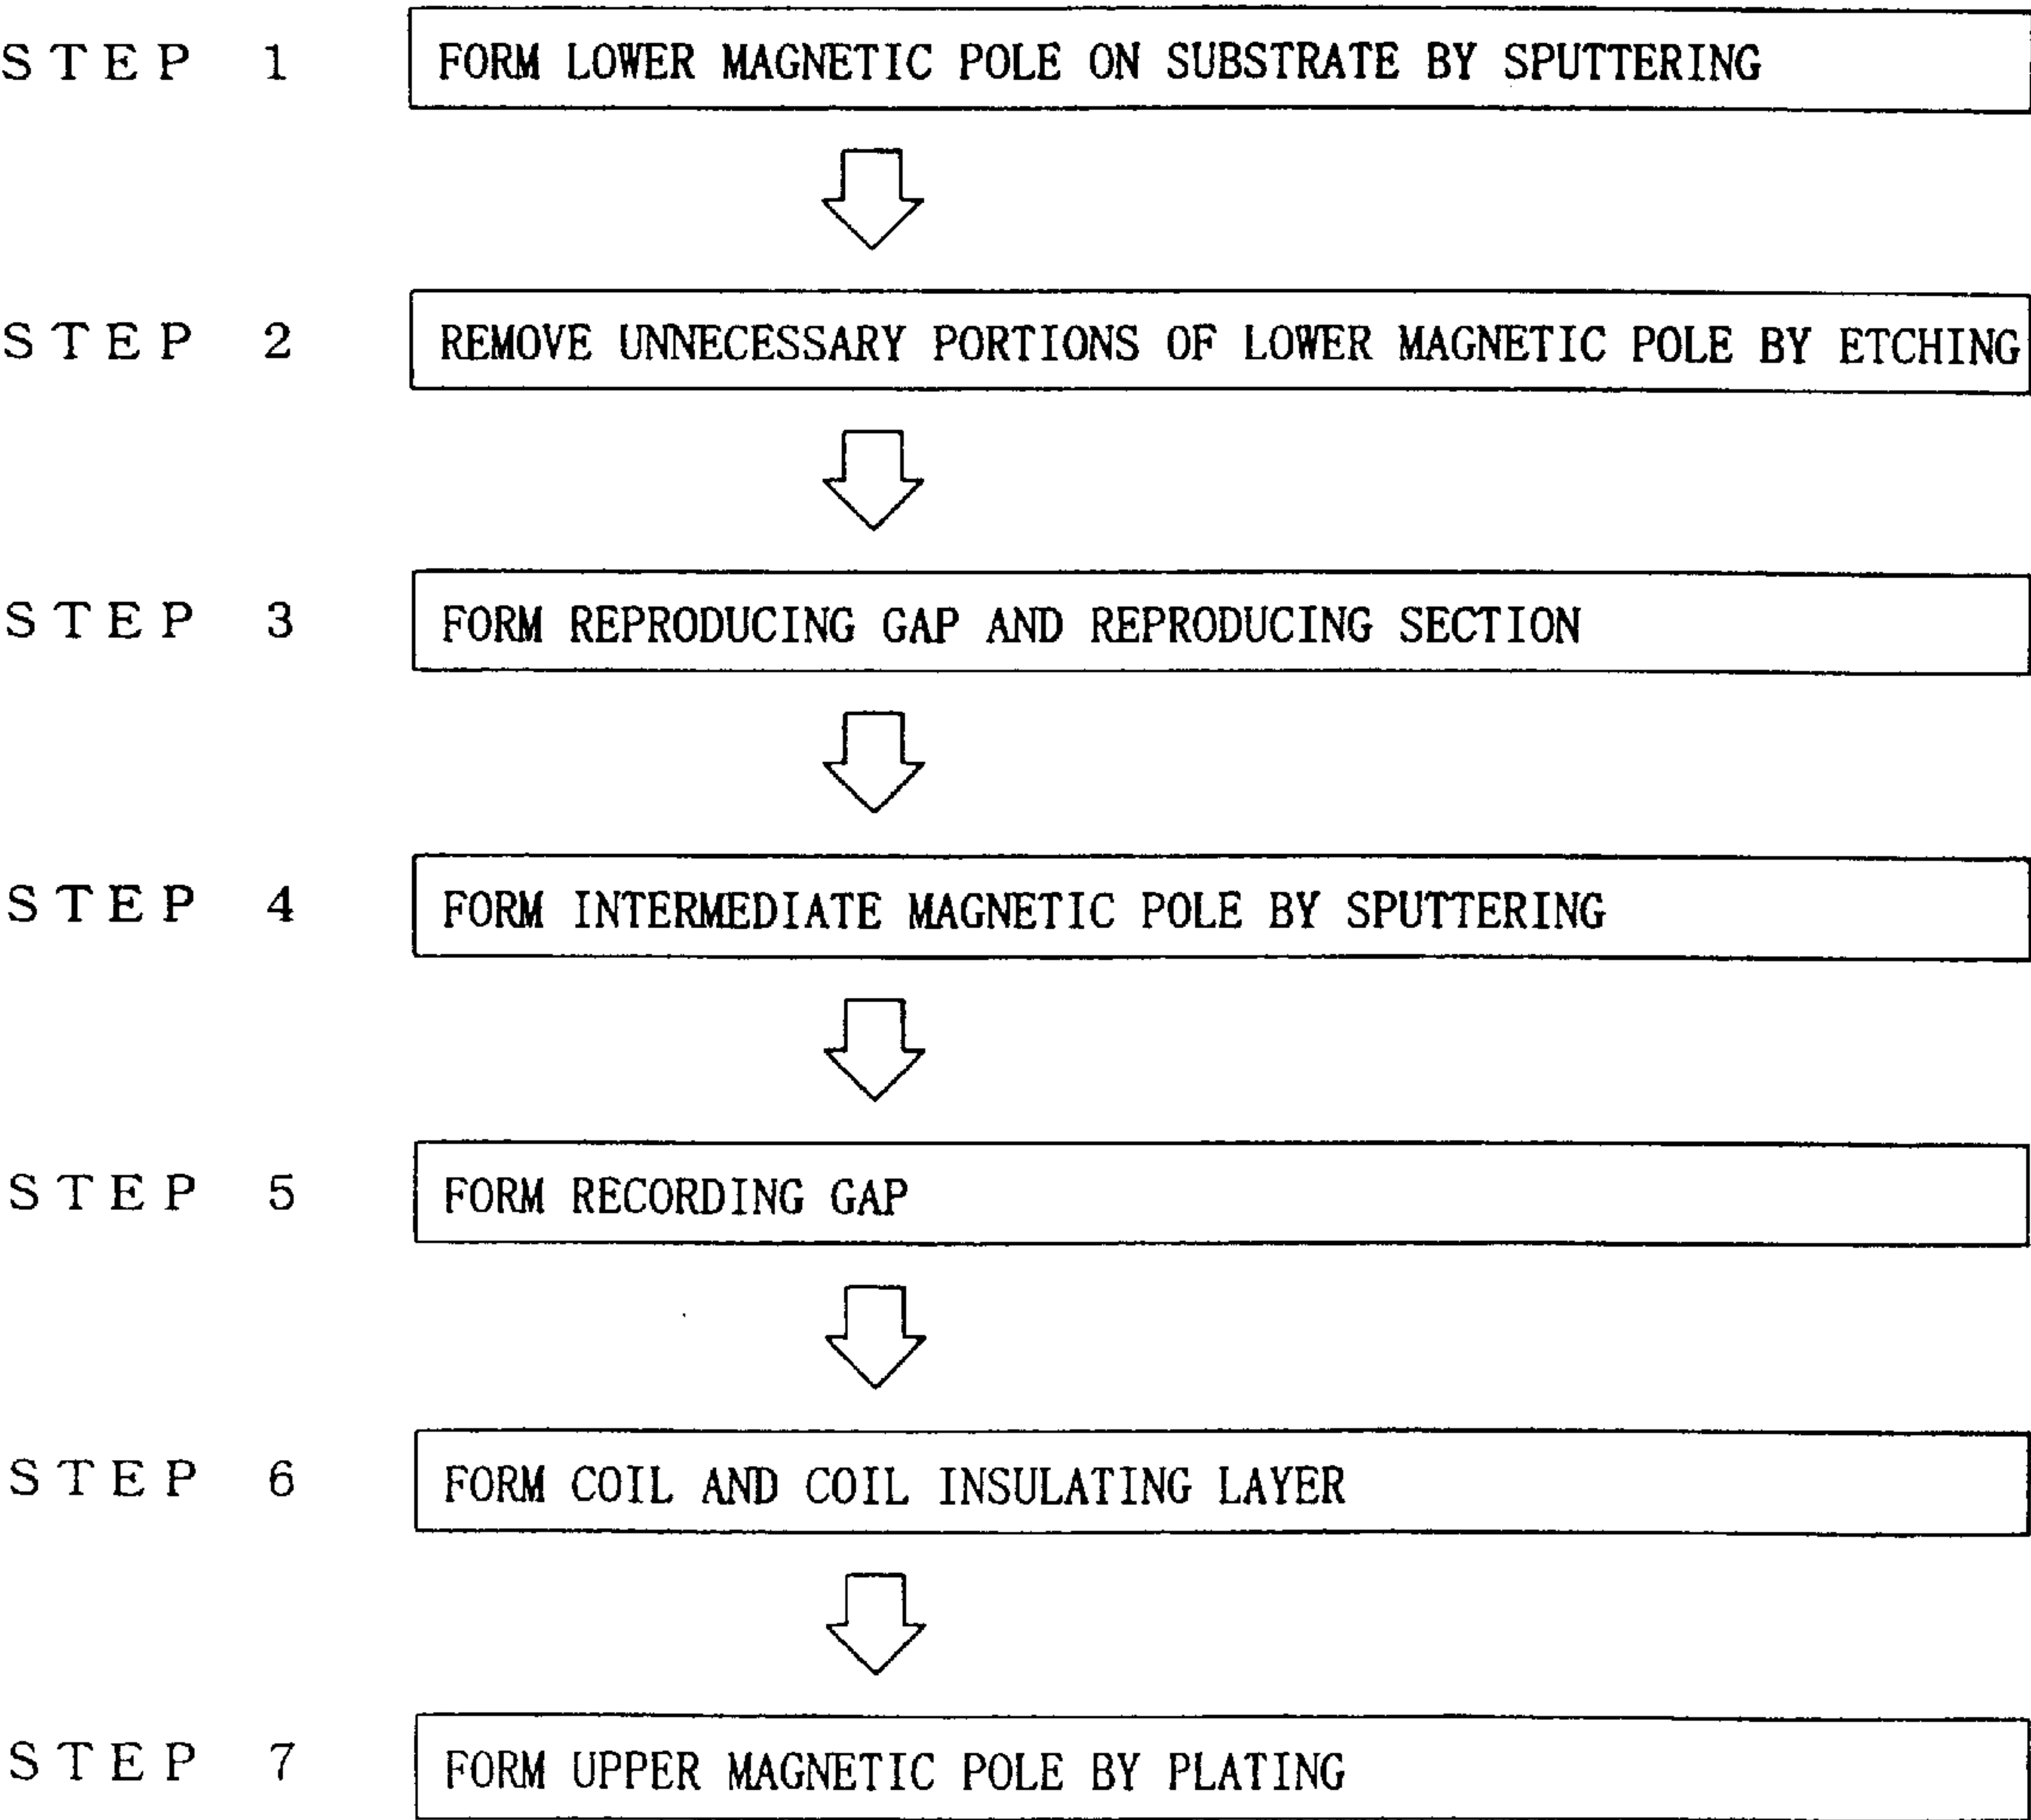 STEP 1 FORM LOWER MAGNETIC POLE ON SUBSTRATE BY SPUTTERING
STEP 2 REMOVE UNNECESSARY PORTIONS OF LOWER MAGNETIC POLE BY ETCHING
STEP 3 FORM REPRODUCING GAP AND REPRODUCING SECTION
STEP 4 FORM INTERMEDIATE MAGNETIC POLE BY SPUTTERING
STEP 5 FORM RECORDING GAP
STEP 6 FORM COIL AND COIL INSULATING LAYER
STEP 7 FORM UPPER MAGNETIC POLE BY PLATING